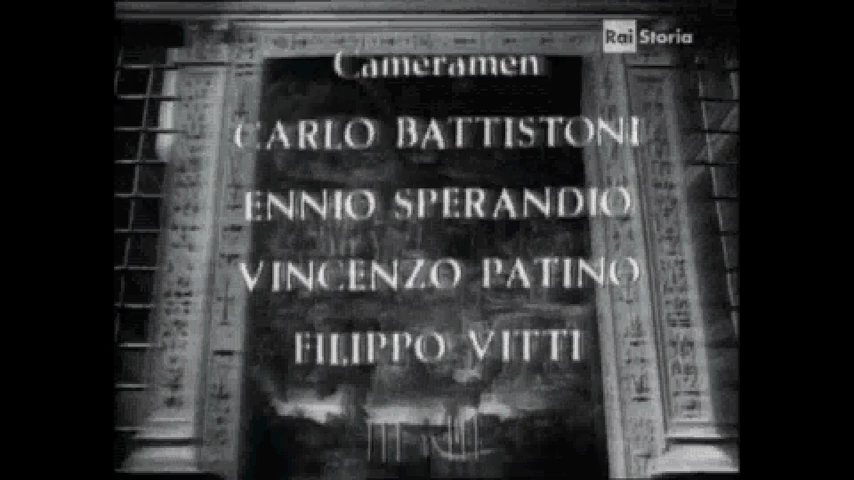 Rai Storia
Cameramen
CARLO BATTISTONI
ENNIO SPERANDIO
VINCENZO PATINO
FILIPPO VITTI